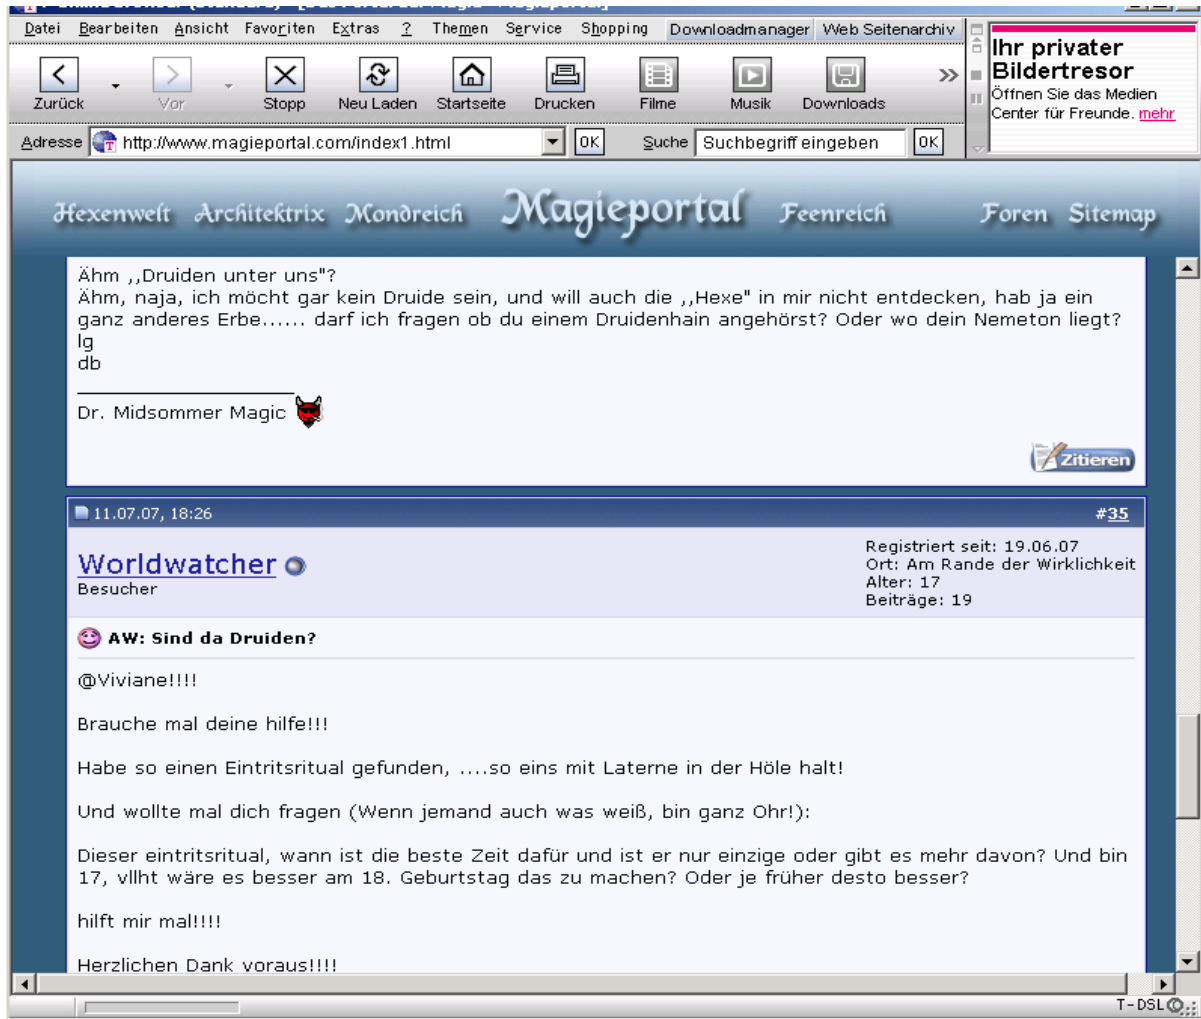 Datei Bearbeiten Ansicht Favoriten Extras ? Themen Service Shopping Downloadmanager Web Seitenarchiv
Zurück Vor Stopp Neu Laden Startseite Drucken Filme Musik Downloads
Ihr privater
Bildertresor
Öffnen Sie das Medien
Center für Freunde. mehr
Adresse http://www.magieportal.com/index1.html OK Suche Suchbegriff eingeben OK
Hexenwelt Architektrix Mondreich Magieportal Feenreich Foren Sitemap
Ähm ,,Druiden unter uns"?
Ähm, naja, ich möcht gar kein Druide sein, und will auch die ,,Hexe" in mir nicht entdecken, hab ja ein
ganz anderes Erbe...... darf ich fragen ob du einem Druidenhain angehörst? Oder wo dein Nemeton liegt?
lg
db
Dr. Midsommer Magic
Zitieren
11.07.07, 18:26 #35
Worldwatcher
Besucher
Registriert seit: 19.06.07
Ort: Am Rande der Wirklichkeit
Alter: 17
Beiträge: 19
AW: Sind da Druiden?
@Viviane!!!!
Brauche mal deine hilfe!!!
Habe so einen Eintritsritual gefunden, ....so eins mit Laterne in der Höle halt!
Und wollte mal dich fragen (Wenn jemand auch was weiß, bin ganz Ohr!):
Dieser eintritsritual, wann ist die beste Zeit dafür und ist er nur einzige oder gibt es mehr davon? Und bin
17, vllht wäre es besser am 18. Geburtstag das zu machen? Oder je früher desto besser?
hilft mir mal!!!!
Herzlichen Dank voraus!!!!
T-DSL